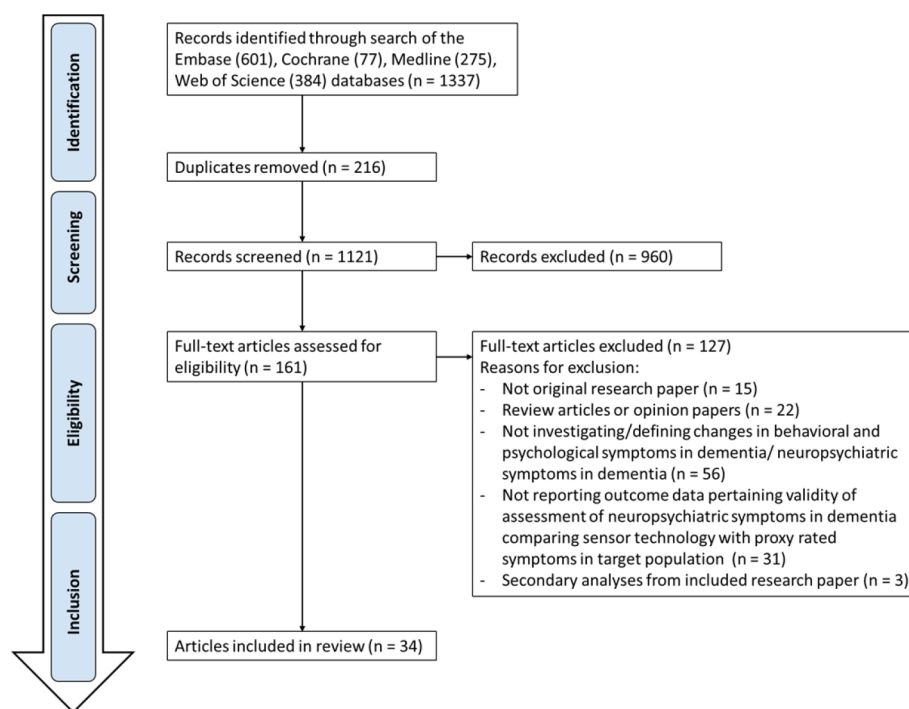 Identification
Screening
Eligibility
Inclusion
Records identified through search of the
Embase (601), Cochrane (77), Medline (275),
Web of Science (384) databases (n = 1337)
Duplicates removed (n = 216)
Records screened (n = 1121)
Records excluded (n = 960)
Full-text articles assessed for
eligibility (n = 161)
Full-text articles excluded (n = 127)
Reasons for exclusion:
- Not original research paper (n = 15)
- Review articles or opinion papers (n = 22)
- Not investigating/defining changes in behavioral and
psychological symptoms in dementia/ neuropsychiatric
symptoms in dementia (n = 56)
- Not reporting outcome data pertaining validity of
assessment of neuropsychiatric symptoms in dementia
comparing sensor technology with proxy rated
symptoms in target population (n = 31)
- Secondary analyses from included research paper (n = 3)
Articles included in review (n = 34)